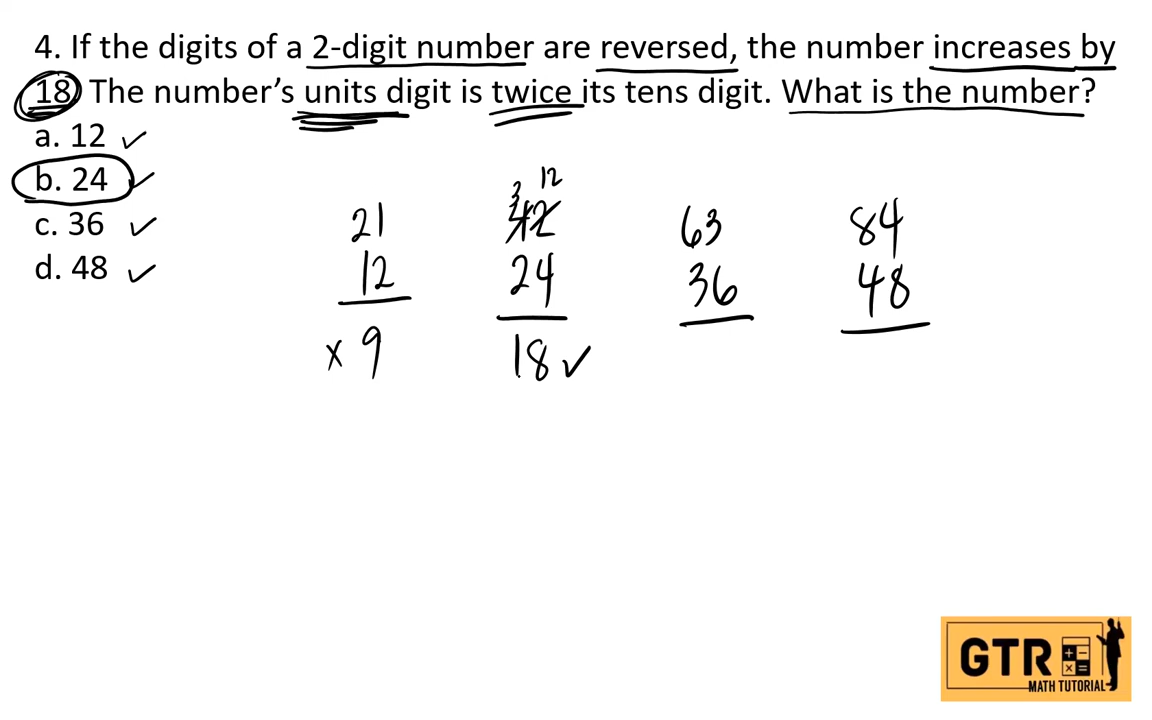 4. If the digits of a 2-digit number are reversed, the number increases by
18. The number’s units digit is twice its tens digit. What is the number?
a. 12 ✓
b. 24 ✓
c. 36 ✓
d. 48 ✓
3 12
21 42 63 84
12 24 36 48
x 9 18 ✓
GTR
+ −
× =
MATH TUTORIAL